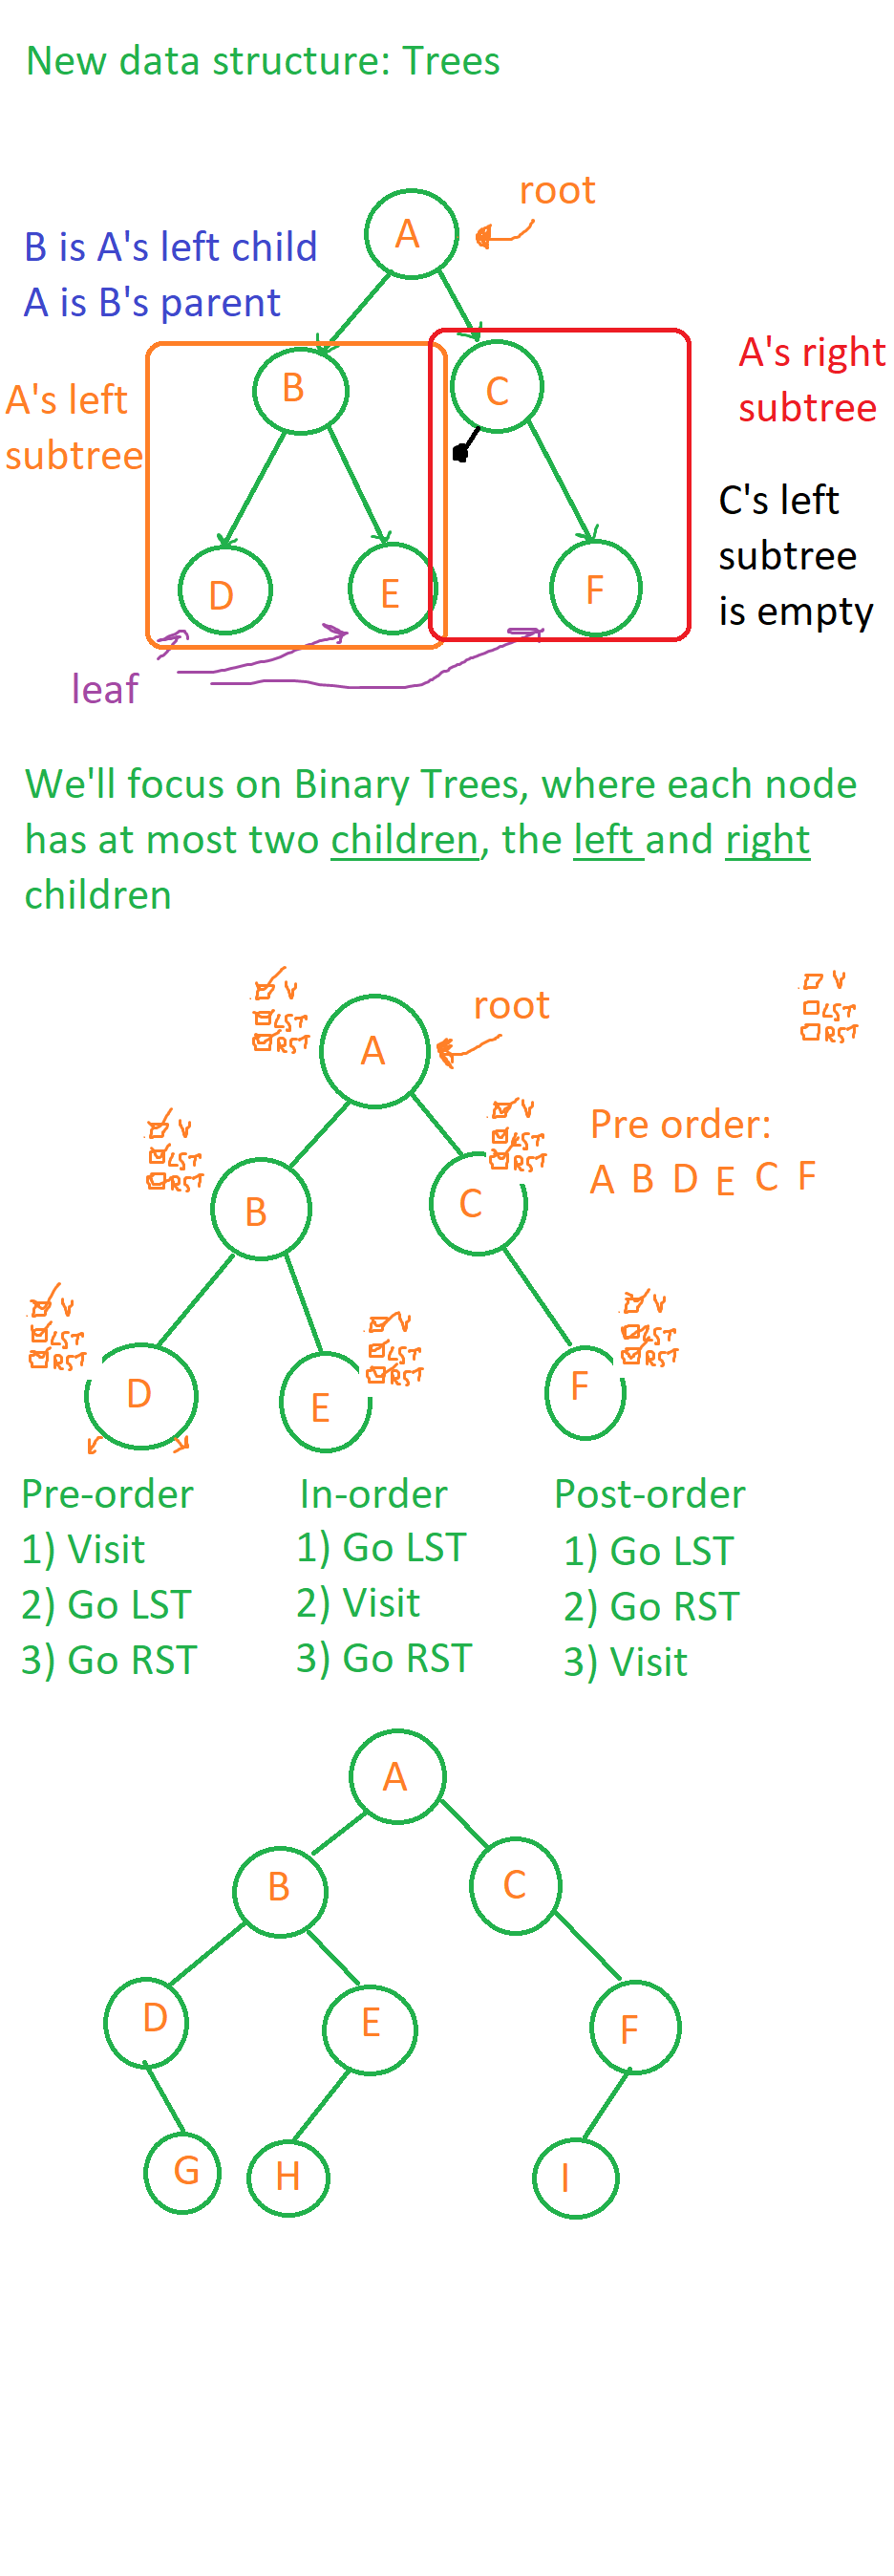 New data structure: Trees
root
A
B is A's left child
A is B's parent
A's right
subtree
A's left
subtree
B
C
C's left
subtree
is empty
D
E
F
leaf
We'll focus on Binary Trees, where each node
has at most two children, the left and right
children
V
LST
RST
V
LST
RST
root
A
V
LST
RST
V
LST
RST
Pre order:
A B D E C F
B
C
V
LST
RST
V
LST
RST
V
LST
RST
D
E
F
Pre-order
1) Visit
2) Go LST
3) Go RST
In-order
1) Go LST
2) Visit
3) Go RST
Post-order
1) Go LST
2) Go RST
3) Visit
A
B
C
D
E
F
G
H
I